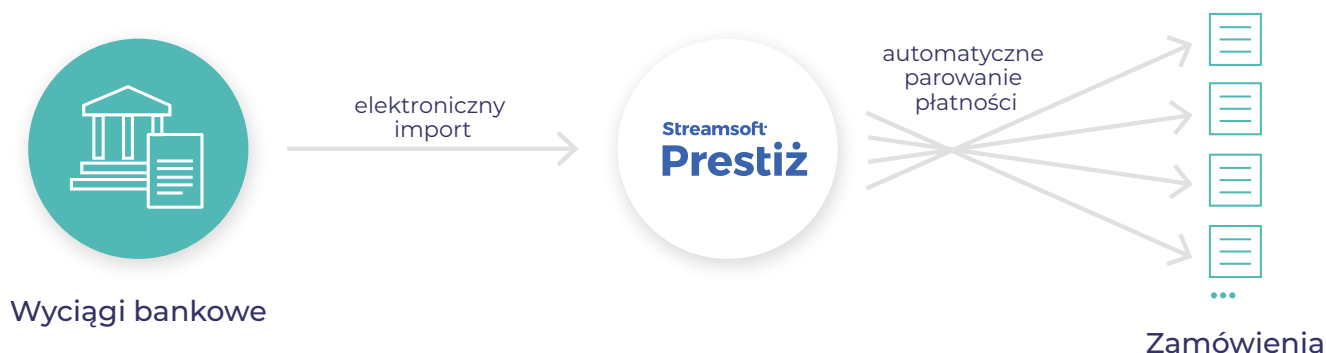 elektroniczny
import
Streamsoft
Prestiż
automatyczne
parowanie
płatności
Wyciągi bankowe
Zamówienia